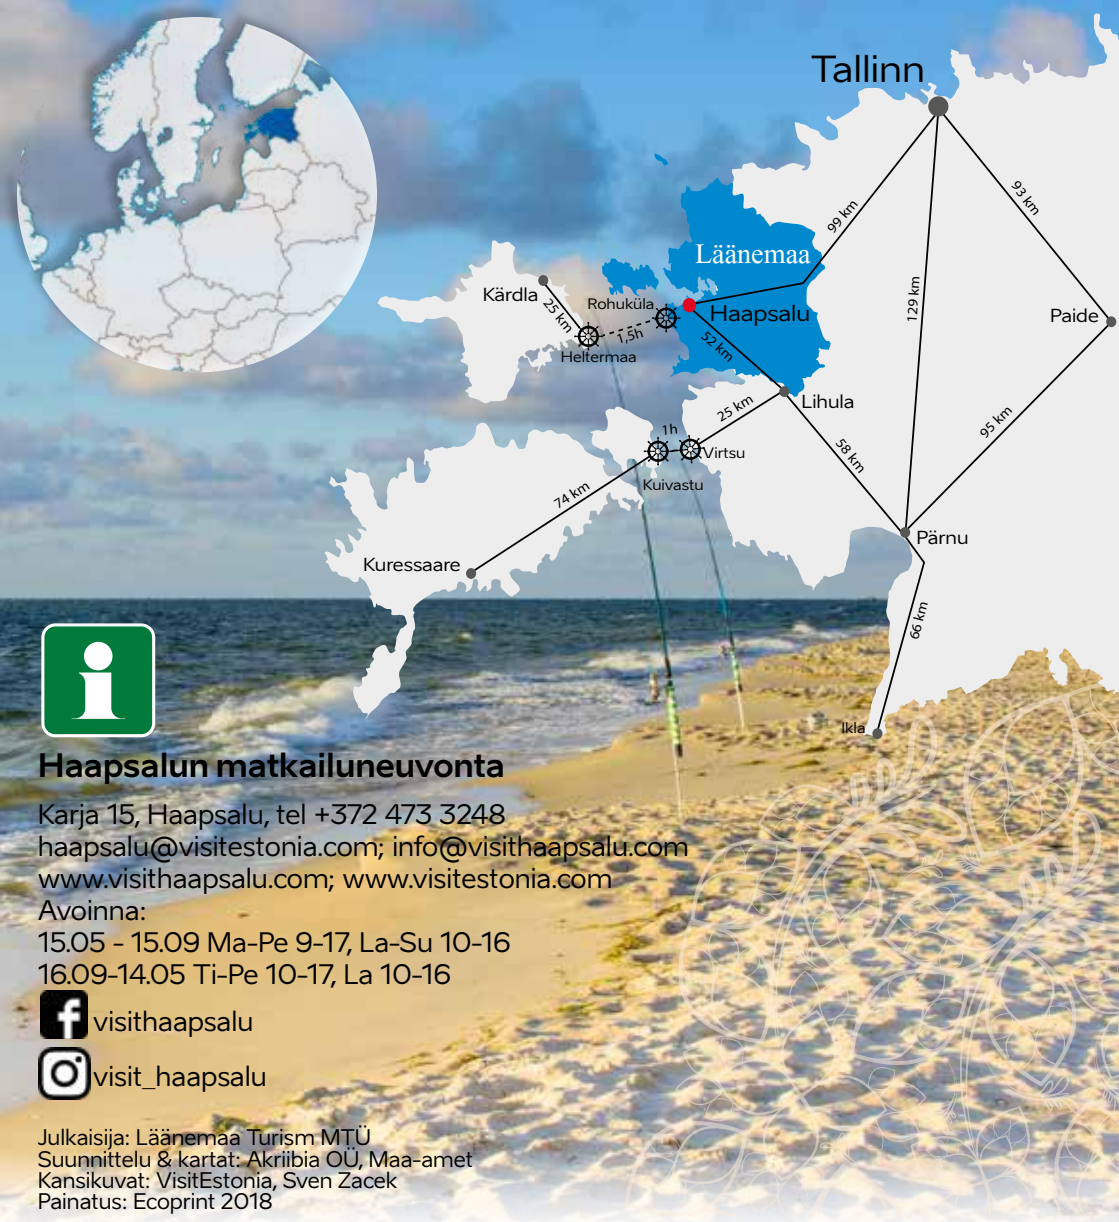 Tallinn
99 km
93 km
Läänemaa
129 km
Kärdla
25 km
Rohuküla
1,5h
Heltermaa
Haapsalu
52 km
Paide
Lihula
25 km
1h
Virtsu
Kuivastu
58 km
95 km
74 km
Kuressaare
Pärnu
66 km
Ikla
Haapsalun matkailuneuvonta
Karja 15, Haapsalu, tel +372 473 3248
haapsalu@visitestonia.com; info@visithaapsalu.com
www.visithaapsalu.com; www.visitestonia.com
Avoinna:
15.05 - 15.09 Ma-Pe 9-17, La-Su 10-16
16.09-14.05 Ti-Pe 10-17, La 10-16
visithaapsalu
visit_haapsalu
Julkaisija: Läänemaa Turism MTÜ
Suunnittelu & kartat: Akriibia OÜ, Maa-amet
Kansikuvat: VisitEstonia, Sven Zacek
Painatus: Ecoprint 2018